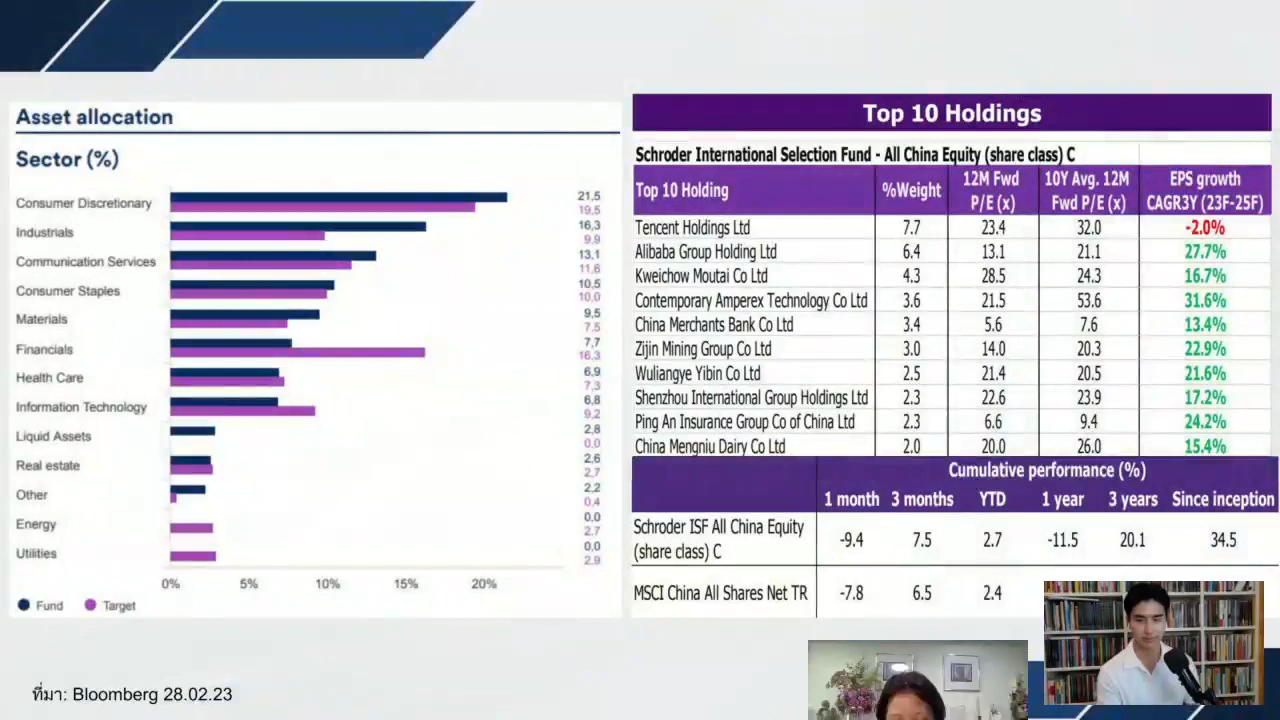 Asset allocation
Sector (%)
Consumer Discretionary 21,5
19,5
Industrials 16,3
9,9
Communication Services 13,1
11,6
Consumer Staples 10,5
10,0
Materials 9,5
7,5
Financials 7,7
16,3
Health Care 6,9
7,3
Information Technology 6,8
9,2
Liquid Assets 2,8
0,0
Real estate 2,6
2,7
Other 2,2
0,4
Energy 0,0
2,7
Utilities 0,0
2,9
0% 5% 10% 15% 20%
Fund Target
Top 10 Holdings
Schroder International Selection Fund - All China Equity (share class) C
Top 10 Holding %Weight 12M Fwd P/E (x) 10Y Avg. 12M Fwd P/E (x) EPS growth CAGR3Y (23F-25F)
Tencent Holdings Ltd 7.7 23.4 32.0 -2.0%
Alibaba Group Holding Ltd 6.4 13.1 21.1 27.7%
Kweichow Moutai Co Ltd 4.3 28.5 24.3 16.7%
Contemporary Amperex Technology Co Ltd 3.6 21.5 53.6 31.6%
China Merchants Bank Co Ltd 3.4 5.6 7.6 13.4%
Zijin Mining Group Co Ltd 3.0 14.0 20.3 22.9%
Wuliangye Yibin Co Ltd 2.5 21.4 20.5 21.6%
Shenzhou International Group Holdings Ltd 2.3 22.6 23.9 17.2%
Ping An Insurance Group Co of China Ltd 2.3 6.6 9.4 24.2%
China Mengniu Dairy Co Ltd 2.0 20.0 26.0 15.4%
Cumulative performance (%)
1 month 3 months YTD 1 year 3 years Since inception
Schroder ISF All China Equity (share class) C -9.4 7.5 2.7 -11.5 20.1 34.5
MSCI China All Shares Net TR -7.8 6.5 2.4
ที่มา: Bloomberg 28.02.23